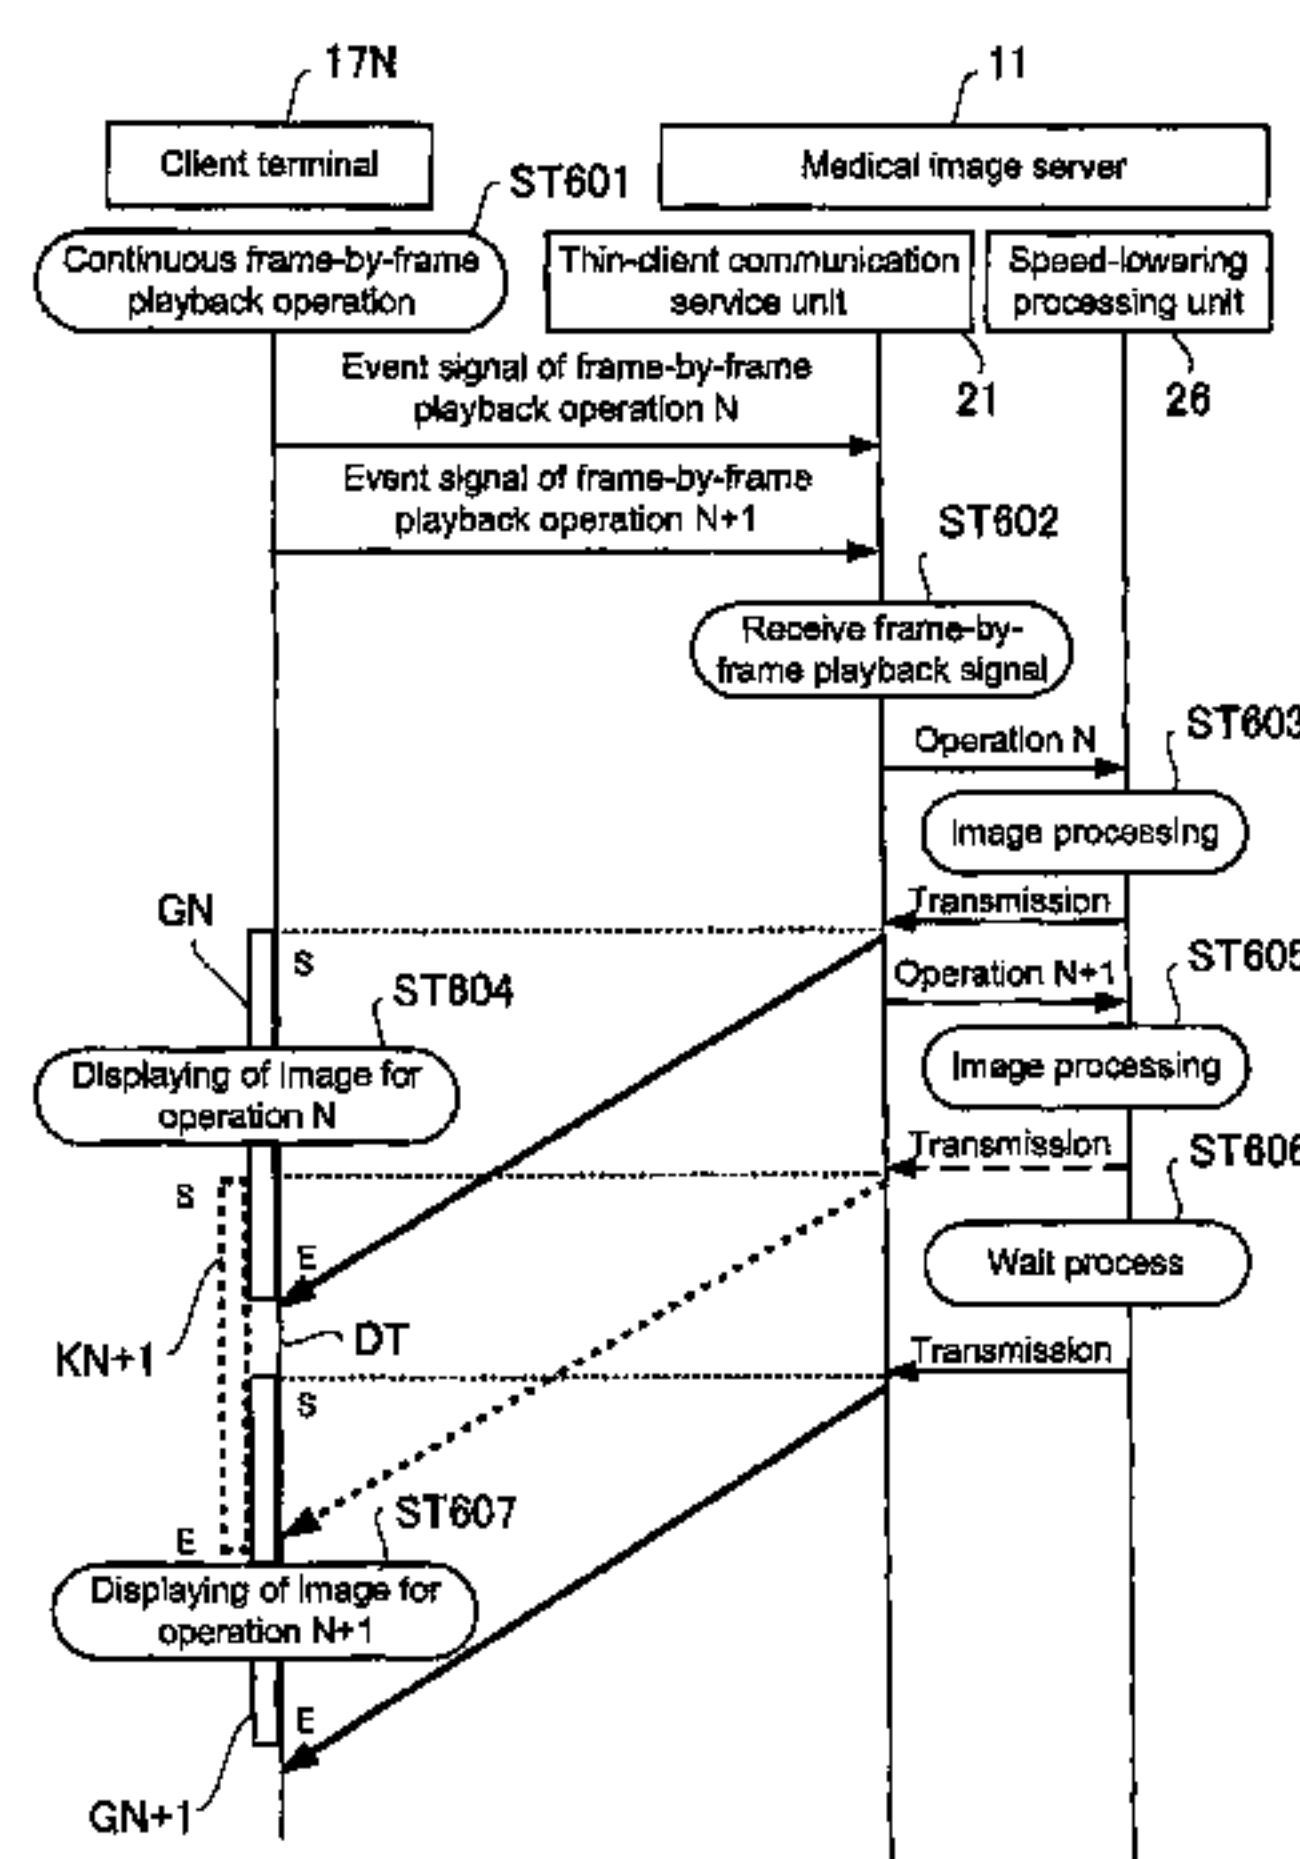 17N
11
Client terminal
Medical image server
ST601
Continuous frame-by-frame
playback operation
Thin-client communication
service unit
Speed-lowering
processing unit
21
26
Event signal of frame-by-frame
playback operation N
Event signal of frame-by-frame
playback operation N+1
ST602
Receive frame-by-
frame playback signal
ST603
Operation N
Image processing
Transmission
GN
S
ST604
Operation N+1
ST605
Displaying of image for
operation N
Image processing
Transmission
ST606
S
E
Wait process
KN+1
DT
Transmission
S
E
ST607
Displaying of image for
operation N+1
E
GN+1